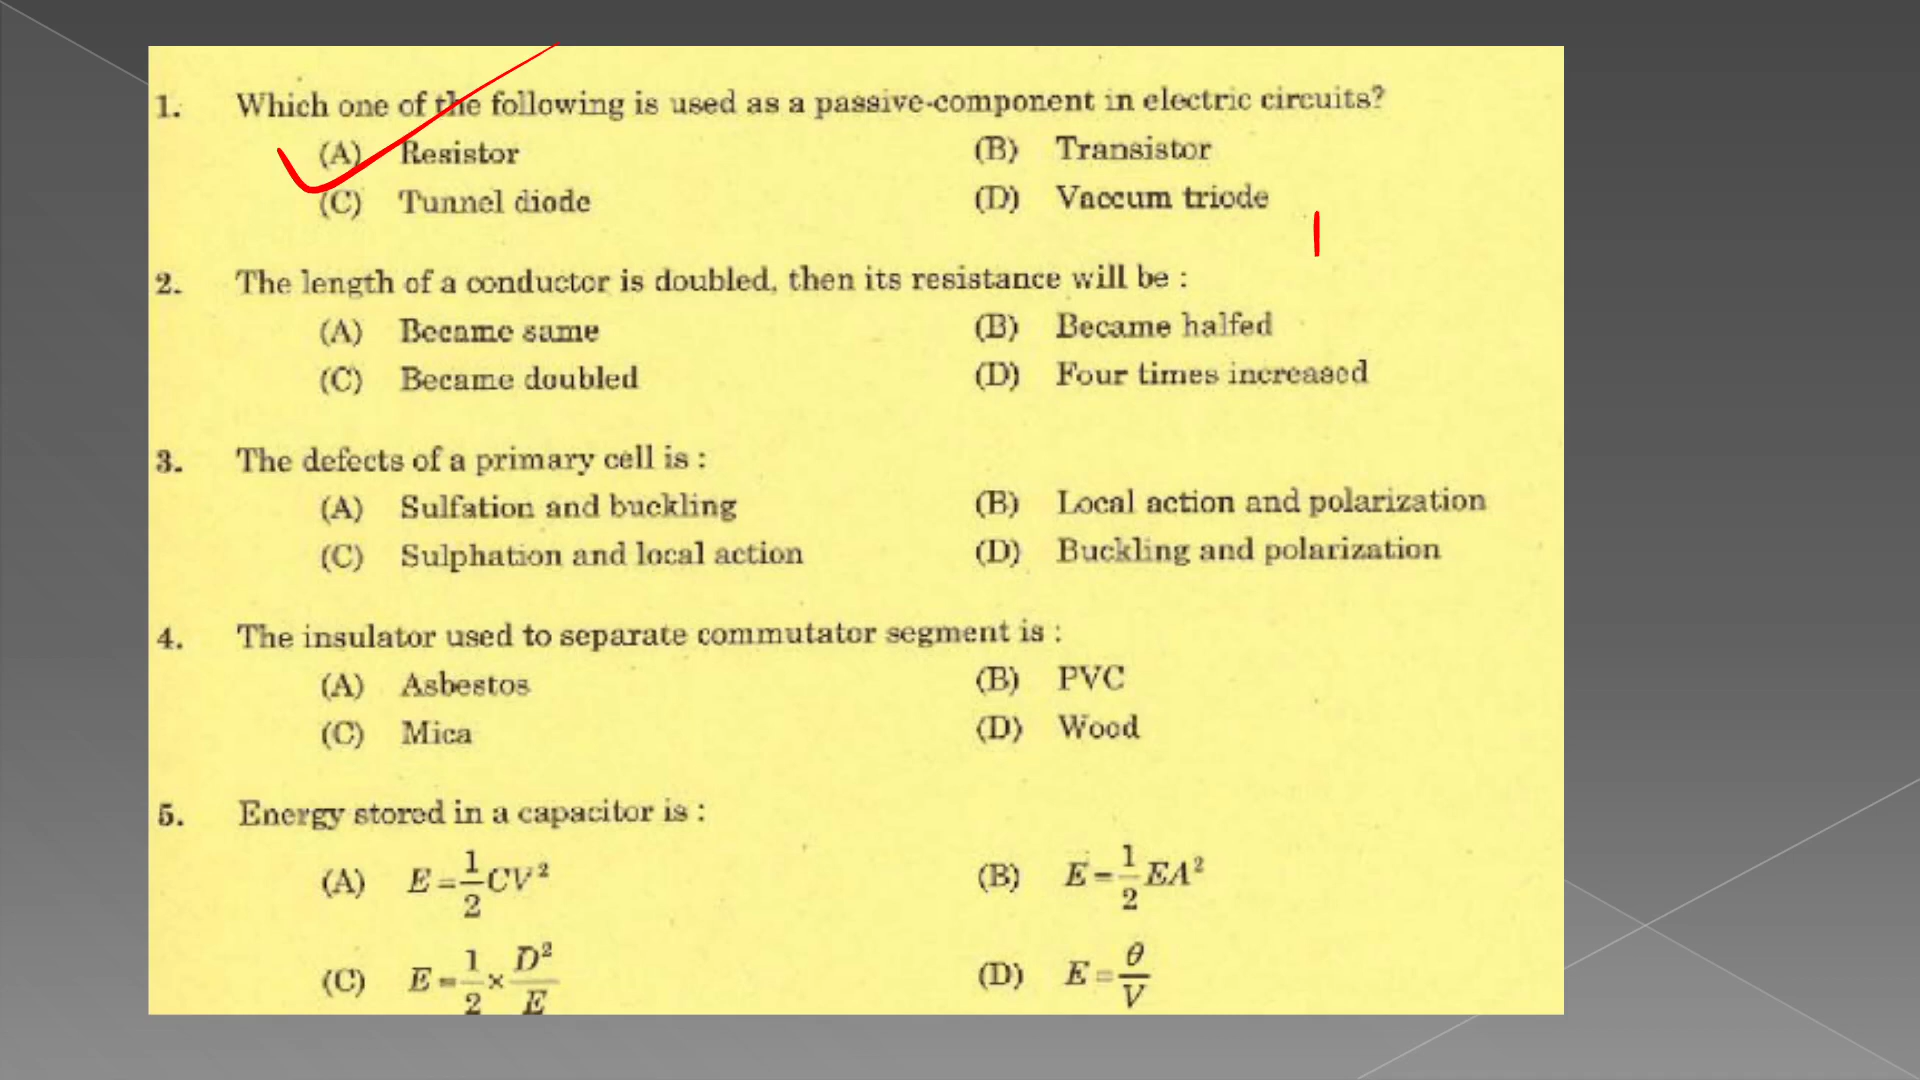 1. Which one of the following is used as a passive-component in electric circuits?
(A) Resistor (B) Transistor
(C) Tunnel diode (D) Vaccum triode
2. The length of a conductor is doubled, then its resistance will be :
(A) Became same (B) Became halfed
(C) Became doubled (D) Four times increased
3. The defects of a primary cell is :
(A) Sulfation and buckling (B) Local action and polarization
(C) Sulphation and local action (D) Buckling and polarization
4. The insulator used to separate commutator segment is :
(A) Asbestos (B) PVC
(C) Mica (D) Wood
5. Energy stored in a capacitor is :
(A) E = 1/2 CV² (B) E = 1/2 EA²
(C) E = 1/2 × D²/E (D) E = θ/V